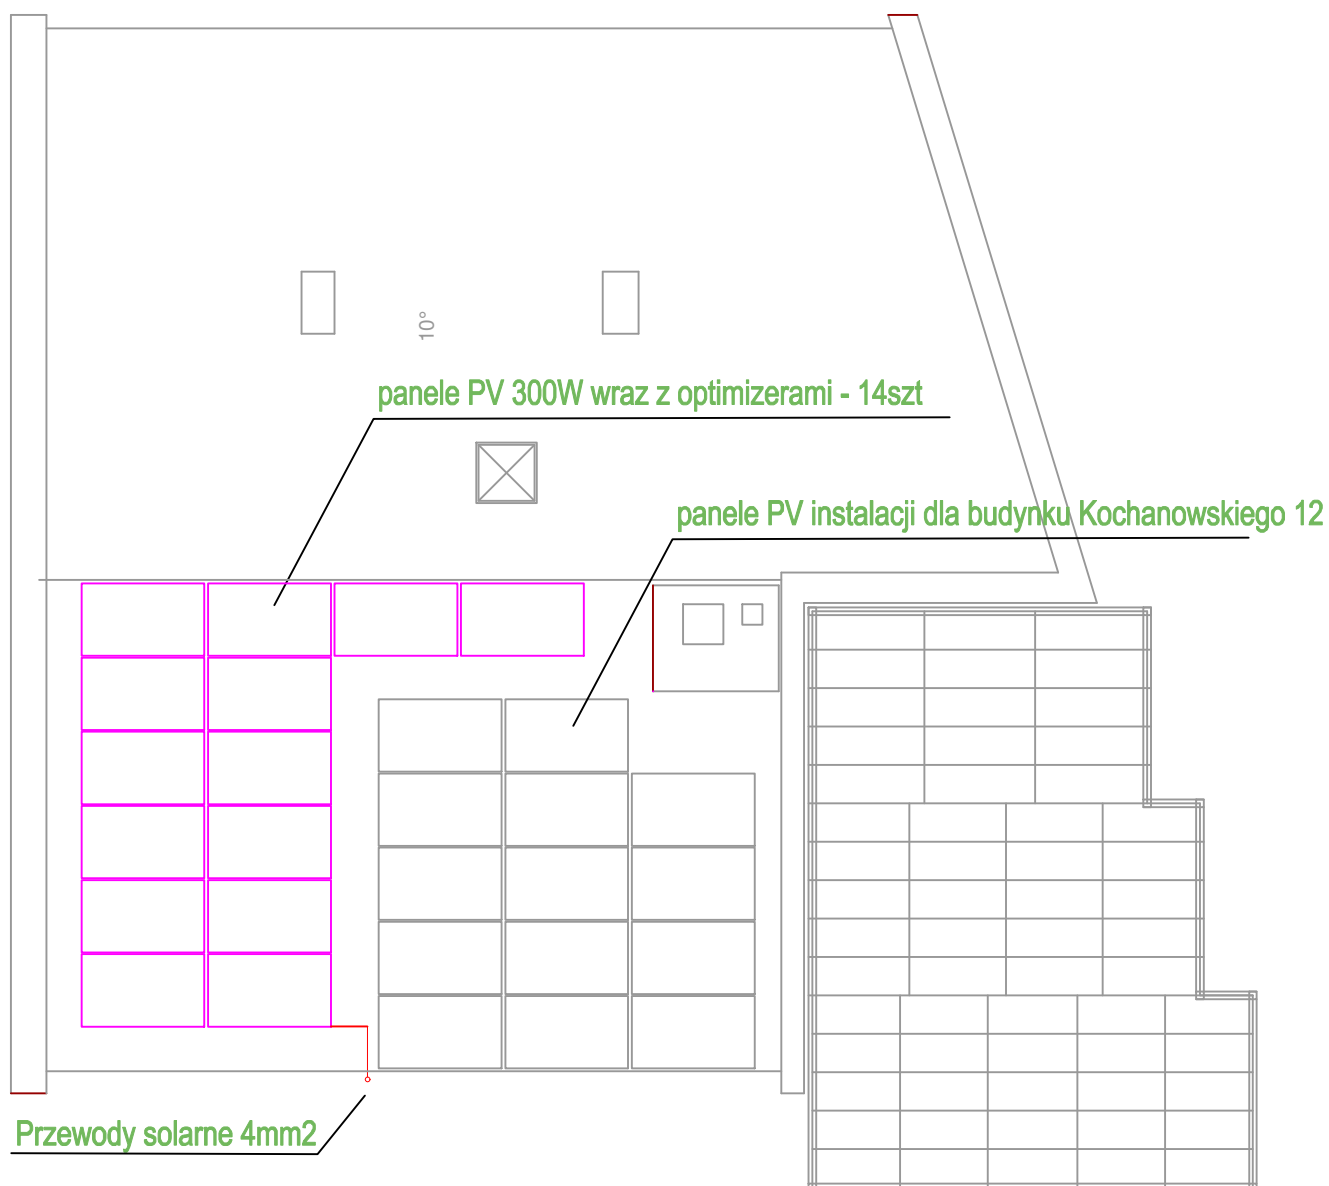 10°
panele PV 300W wraz z optimizerami - 14szt
panele PV instalacji dla budynku Kochanowskiego 12
Przewody solarne 4mm2